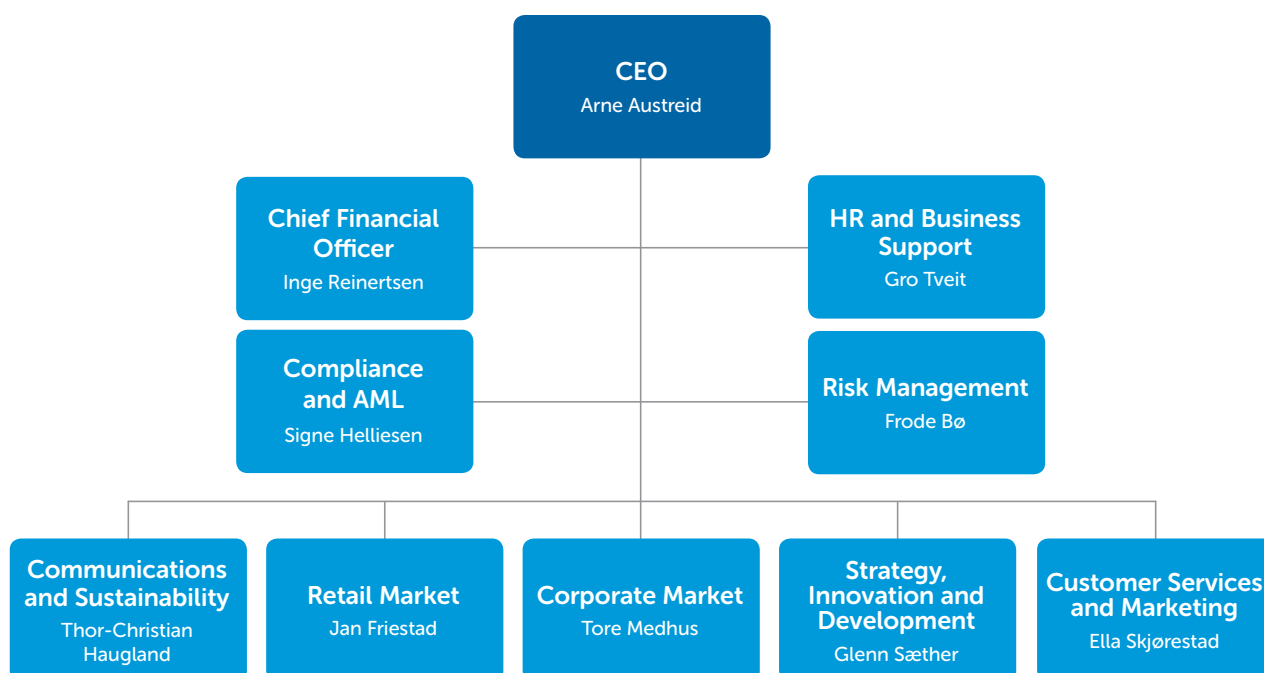 CEO
Arne Austreid
Chief Financial
Officer
Inge Reinertsen
HR and Business
Support
Gro Tveit
Compliance
and AML
Signe Helliesen
Risk Management
Frode Bø
Communications
and Sustainability
Thor-Christian
Haugland
Retail Market
Jan Friestad
Corporate Market
Tore Medhus
Strategy,
Innovation and
Development
Glenn Sæther
Customer Services
and Marketing
Ella Skjørestad